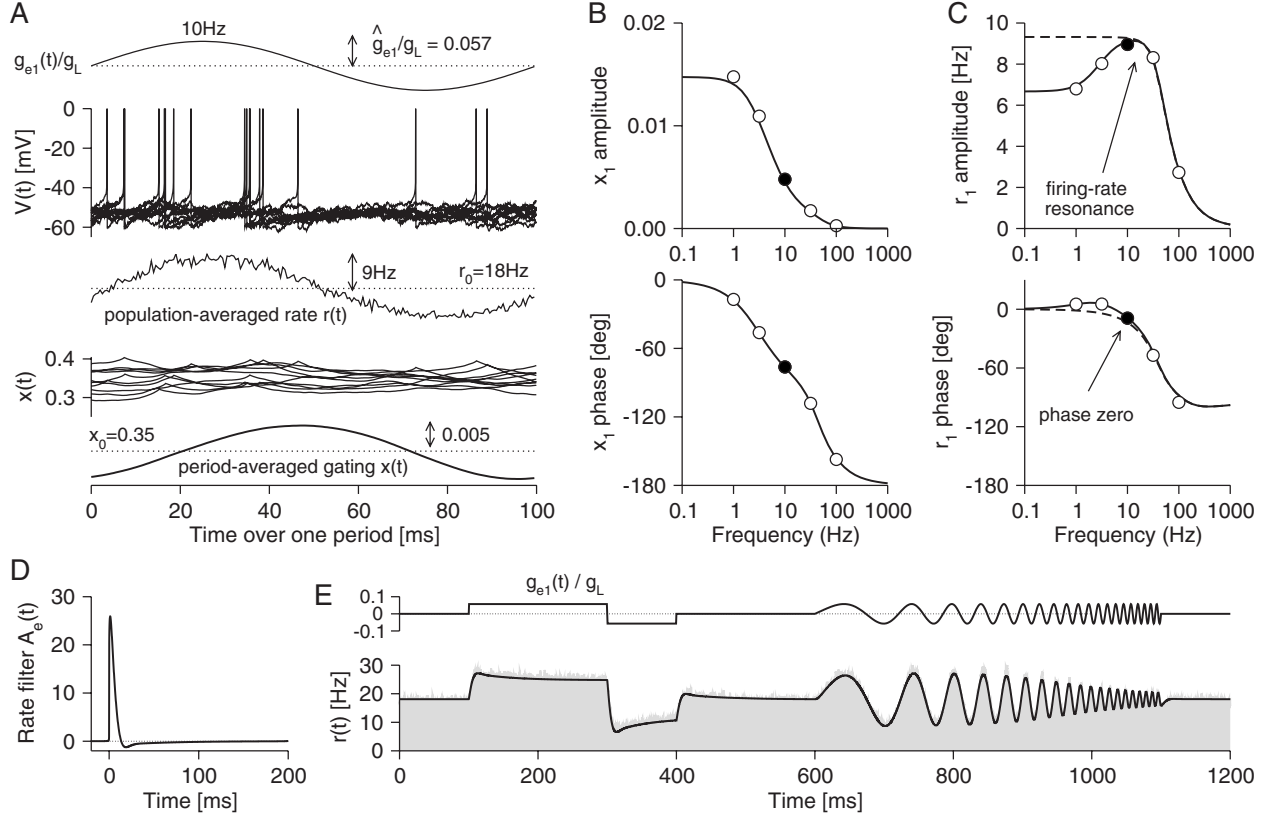 A
10Hz
g_e1(t)/g_L
ĝ_e1/g_L = 0.057
0
-20
-40
-60
V(t) [mV]
9Hz
r_0=18Hz
population-averaged rate r(t)
0.4
0.3
x(t)
x_0=0.35
0.005
period-averaged gating x(t)
0 20 40 60 80 100
Time over one period [ms]
B
0.02
0.01
0.00
x_1 amplitude
0.1 1 10 100 1000
0
-60
-120
-180
x_1 phase [deg]
0.1 1 10 100 1000
Frequency (Hz)
C
10
8
6
4
2
0
r_1 amplitude [Hz]
firing-rate
resonance
0.1 1 10 100 1000
0
-60
-120
-180
r_1 phase [deg]
phase zero
0.1 1 10 100 1000
Frequency (Hz)
D
30
20
10
0
Rate filter A_e(t)
0 100 200
Time [ms]
E
g_e1(t) / g_L
0.1
0
-0.1
30
20
10
0
r(t) [Hz]
0 200 400 600 800 1000 1200
Time [ms]